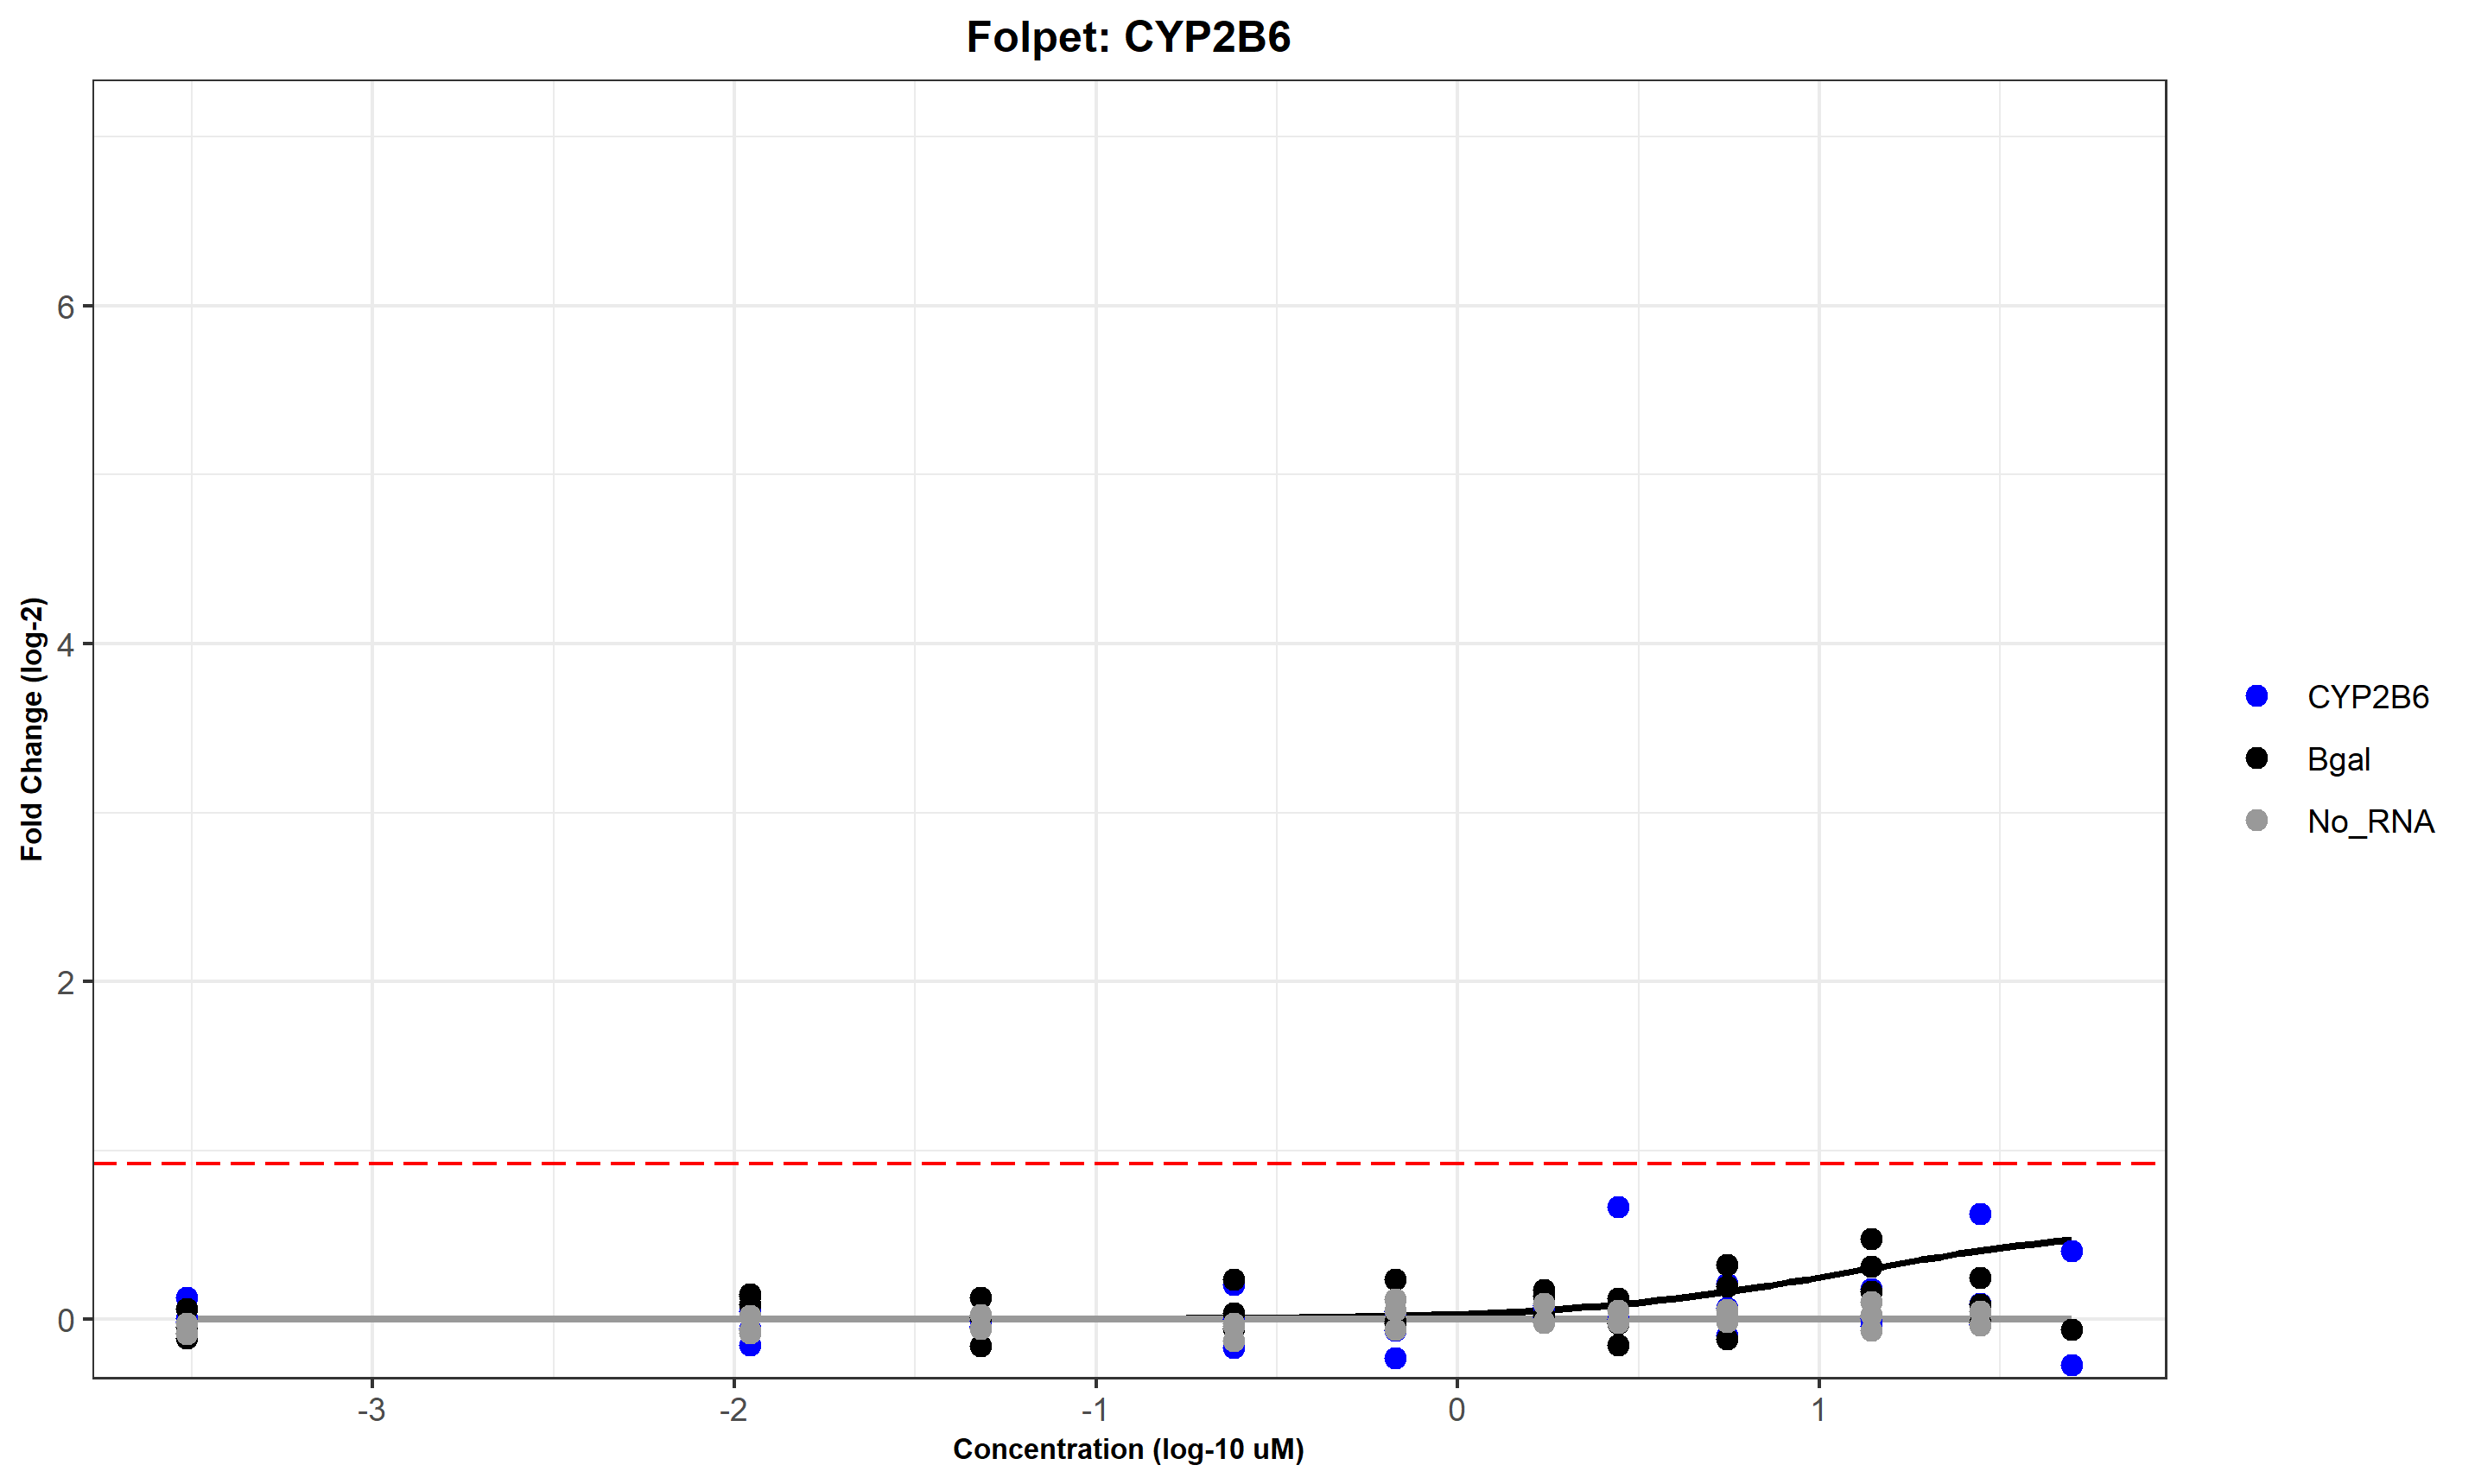 Folpet: CYP2B6
Fold Change (log-2)
6
4
2
0
-3
-2
-1
0
1
Concentration (log-10 uM)
CYP2B6
Bgal
No_RNA